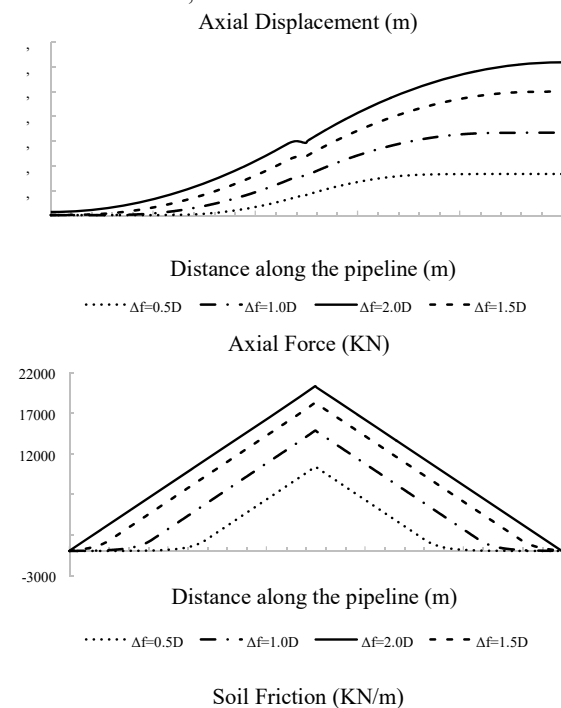 Axial Displacement (m)
,
,
,
,
,
,
,
Distance along the pipeline (m)
Δf=0.5D Δf=1.0D Δf=2.0D Δf=1.5D
Axial Force (KN)
22000
17000
12000
-3000
Distance along the pipeline (m)
Δf=0.5D Δf=1.0D Δf=2.0D Δf=1.5D
Soil Friction (KN/m)